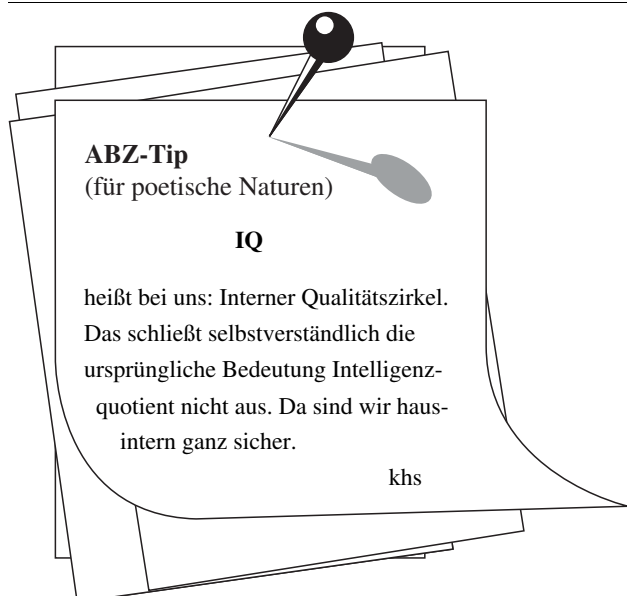 ABZ-Tip
(für poetische Naturen)
IQ
heißt bei uns: Interner Qualitätszirkel.
Das schließt selbstverständlich die
ursprüngliche Bedeutung Intelligenz-
quotient nicht aus. Da sind wir haus-
intern ganz sicher.
khs